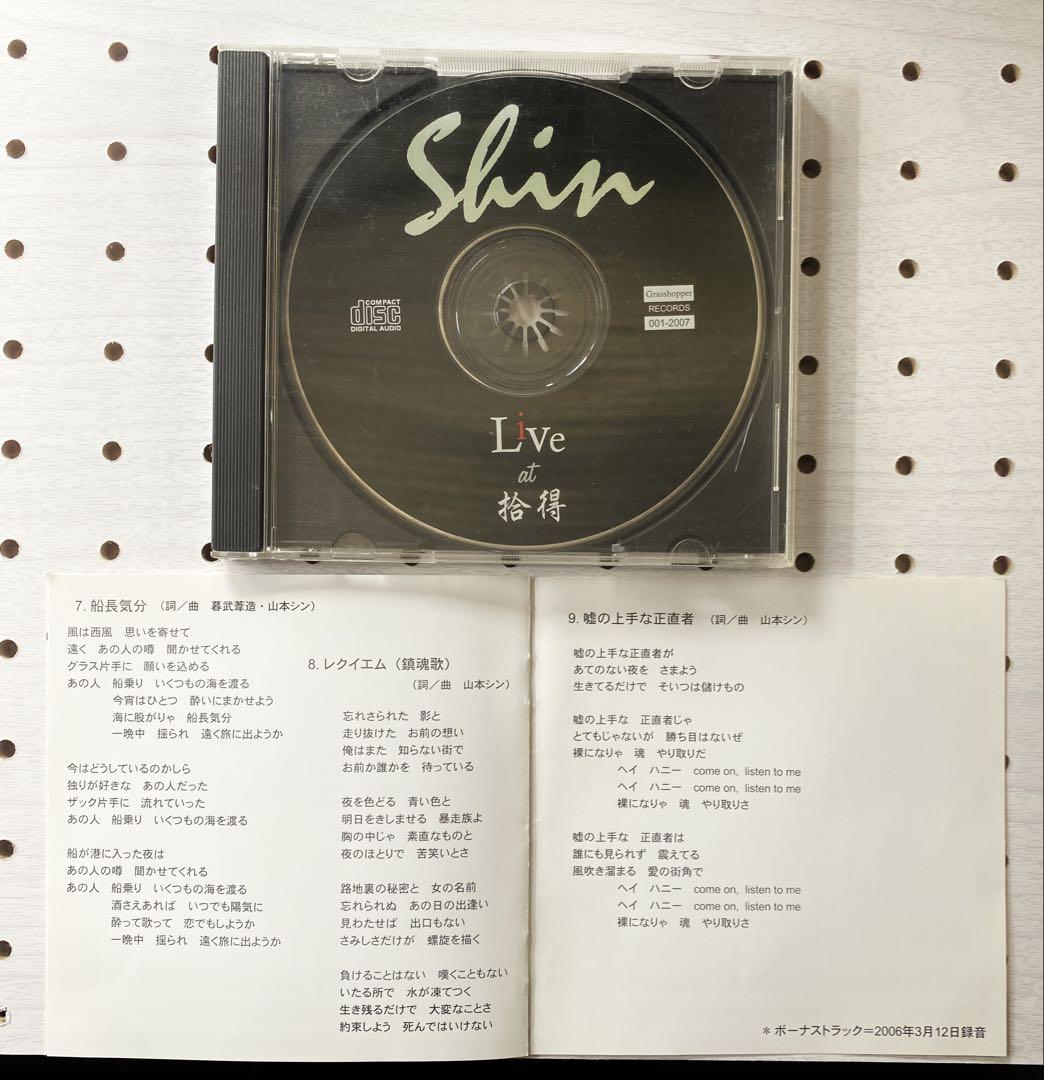 Shin
COMPACT
disc
DIGITAL AUDIO
Grasshopper
RECORDS
001-2007
Live
at
拾得
7. 船長気分 (詞/曲 暮武葦造・山本シン)
風は西風 思いを寄せて
遠く あの人の噂 聞かせてくれる
グラス片手に 願いを込める
あの人 船乗り いくつもの海を渡る
今宵はひとつ 酔いにまかせよう
海に股がりゃ 船長気分
一晩中 揺られ 遠く旅に出ようか
今はどうしているのかしら
独りが好きな あの人だった
ザック片手に 流れていった
あの人 船乗り いくつもの海を渡る
船が港に入った夜は
あの人の噂 聞かせてくれる
あの人 船乗り いくつもの海を渡る
酒さえあれば いつでも陽気に
酔って歌って 恋でもしようか
一晩中 揺られ 遠く旅に出ようか
8. レクイエム (鎮魂歌)
(詞/曲 山本シン)
忘れさられた 影と
走り抜けた お前の想い
俺はまた 知らない街で
お前か誰かを 待っている
夜を色どる 青い色と
明日をきしませる 暴走族よ
胸の中じゃ 素直なものと
夜のほとりで 苦笑いとさ
路地裏の秘密と 女の名前
忘れられぬ あの日の出逢い
見わたせば 出口もない
さみしさだけが 螺旋を描く
負けることはない 嘆くこともない
いたる所で 水が凍てつく
生き残るだけで 大変なことさ
約束しよう 死んではいけない
9. 嘘の上手な正直者 (詞/曲 山本シン)
嘘の上手な正直者が
あてのない夜を さまよう
生きてるだけで そいつは儲けもの
嘘の上手な 正直者じゃ
とてもじゃないが 勝ち目はないぜ
裸になりゃ 魂 やり取りだ
ヘイ ハニー come on, listen to me
ヘイ ハニー come on, listen to me
裸になりゃ 魂 やり取りさ
嘘の上手な 正直者は
誰にも見られず 震えてる
風吹き溜まる 愛の街角で
ヘイ ハニー come on, listen to me
ヘイ ハニー come on, listen to me
裸になりゃ 魂 やり取りさ
*ボーナストラック=2006年3月12日録音